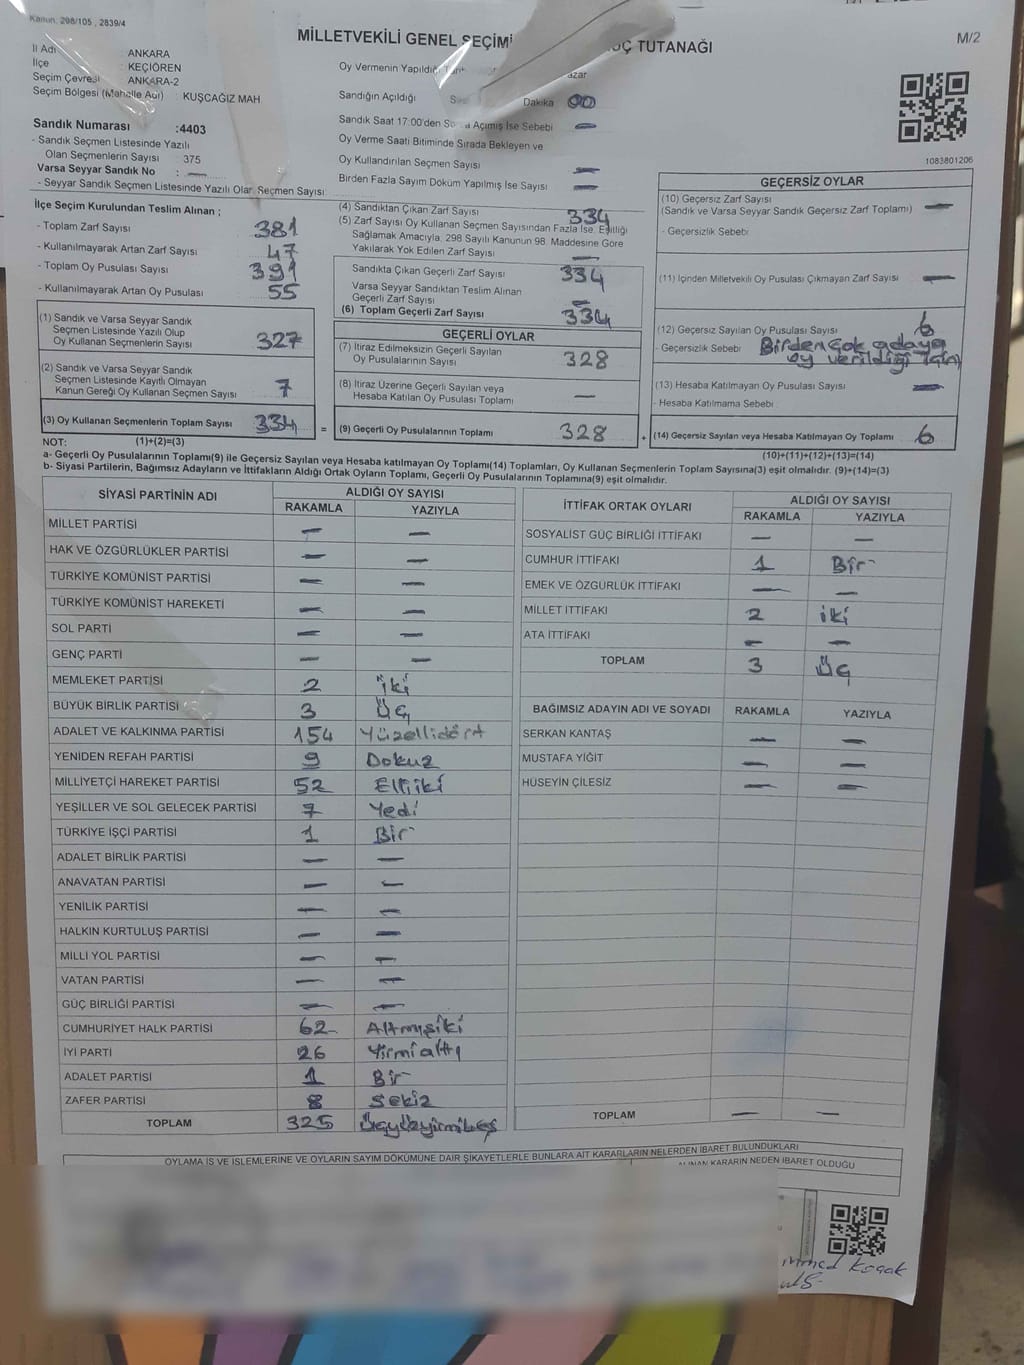 Kanun: 298/105 , 2839/4
MİLLETVEKİLİ GENEL SEÇİMİ TUTANAĞI
M/2
İl Adı : ANKARA
İlçe : KEÇİÖREN
Seçim Çevresi : ANKARA-2
Seçim Bölgesi (Mahalle Adı) : KUŞCAĞIZ MAH
Sandık Numarası :4403
- Sandık Seçmen Listesinde Yazılı
Olan Seçmenlerin Sayısı : 375
Varsa Seyyar Sandık No : —
- Seyyar Sandık Seçmen Listesinde Yazılı Olan Seçmen Sayısı:
Oy Vermenin Yapıldığı
Sandığın Açıldığı Dakika 00
Sandık Saat 17:00'den Açımış İse Sebebi —
Oy Verme Saati Bitiminde Sırada Bekleyen ve
Oy Kullandırılan Seçmen Sayısı —
Birden Fazla Sayım Döküm Yapılmış İse Sayısı —
1083801206
İlçe Seçim Kurulundan Teslim Alınan ;
- Toplam Zarf Sayısı : 381
- Kullanılmayarak Artan Zarf Sayısı : 47
- Toplam Oy Pusulası Sayısı : 391
- Kullanılmayarak Artan Oy Pusulası : 55
(1) Sandık ve Varsa Seyyar Sandık
Seçmen Listesinde Yazılı Olup
Oy Kullanan Seçmenlerin Sayısı : 327
(2) Sandık ve Varsa Seyyar Sandık
Seçmen Listesinde Kayıtlı Olmayan
Kanun Gereği Oy Kullanan Seçmen Sayısı : 7
(3) Oy Kullanan Seçmenlerin Toplam Sayısı : 334 =
(1)+(2)=(3)
(4) Sandıktan Çıkan Zarf Sayısı 334
(5) Zarf Sayısı Oy Kullanan Seçmen Sayısından Fazla İse, Eşitliği
Sağlamak Amacıyla, 298 Sayılı Kanunun 98. Maddesine Göre
Yakılarak Yok Edilen Zarf Sayısı —
Sandıkta Çıkan Geçerli Zarf Sayısı 334
Varsa Seyyar Sandıktan Teslim Alınan
Geçerli Zarf Sayısı —
(6) Toplam Geçerli Zarf Sayısı 334
GEÇERLİ OYLAR
(7) İtiraz Edilmeksizin Geçerli Sayılan
Oy Pusulalarının Sayısı 328
(8) İtiraz Üzerine Geçerli Sayılan veya
Hesaba Katılan Oy Pusulası Toplamı —
(9) Geçerli Oy Pusulalarının Toplamı 328 +
GEÇERSİZ OYLAR
(10) Geçersiz Zarf Sayısı
(Sandık ve Varsa Seyyar Sandık Geçersiz Zarf Toplamı) —
- Geçersizlik Sebebi
(11) İçinden Milletvekili Oy Pusulası Çıkmayan Zarf Sayısı —
(12) Geçersiz Sayılan Oy Pusulası Sayısı 6
- Geçersizlik Sebebi Birden çok adaya
oy verildiği için
(13) Hesaba Katılmayan Oy Pusulası Sayısı —
- Hesaba Katılmama Sebebi
(14) Geçersiz Sayılan veya Hesaba Katılmayan Oy Toplamı 6
(10)+(11)+(12)+(13)=(14)
NOT:
a- Geçerli Oy Pusulalarının Toplamı(9) ile Geçersiz Sayılan veya Hesaba katılmayan Oy Toplamı(14) Toplamları, Oy Kullanan Seçmenlerin Toplam Sayısına(3) eşit olmalıdır. (9)+(14)=(3)
b- Siyasi Partilerin, Bağımsız Adayların ve İttifakların Aldığı Ortak Oyların Toplamı, Geçerli Oy Pusulalarının Toplamına(9) eşit olmalıdır.
SİYASİ PARTİNİN ADI ALDIĞI OY SAYISI
RAKAMLA YAZIYLA
MİLLET PARTİSİ — —
HAK VE ÖZGÜRLÜKLER PARTİSİ — —
TÜRKİYE KOMÜNİST PARTİSİ — —
TÜRKİYE KOMÜNİST HAREKETİ — —
SOL PARTİ — —
GENÇ PARTİ — —
MEMLEKET PARTİSİ 2 İki
BÜYÜK BİRLİK PARTİSİ 3 Üç
ADALET VE KALKINMA PARTİSİ 154 Yüzellidört
YENİDEN REFAH PARTİSİ 9 Dokuz
MİLLİYETÇİ HAREKET PARTİSİ 52 Elliiki
YEŞİLLER VE SOL GELECEK PARTİSİ 7 Yedi
TÜRKİYE İŞÇİ PARTİSİ 1 Bir
ADALET BİRLİK PARTİSİ — —
ANAVATAN PARTİSİ — —
YENİLİK PARTİSİ — —
HALKIN KURTULUŞ PARTİSİ — —
MİLLİ YOL PARTİSİ — —
VATAN PARTİSİ — —
GÜÇ BİRLİĞİ PARTİSİ — —
CUMHURİYET HALK PARTİSİ 62 Altmışiki
İYİ PARTİ 26 Yirmialtı
ADALET PARTİSİ 1 Bir
ZAFER PARTİSİ 8 Sekiz
TOPLAM 325 Üçyüzyirmibeş
İTTİFAK ORTAK OYLARI ALDIĞI OY SAYISI
RAKAMLA YAZIYLA
SOSYALİST GÜÇ BİRLİĞİ İTTİFAKI — —
CUMHUR İTTİFAKI 1 Bir
EMEK VE ÖZGÜRLÜK İTTİFAKI — —
MİLLET İTTİFAKI 2 iki
ATA İTTİFAKI — —
TOPLAM 3 Üç
BAĞIMSIZ ADAYIN ADI VE SOYADI RAKAMLA YAZIYLA
SERKAN KANTAŞ — —
MUSTAFA YİĞİT — —
HÜSEYİN ÇİLESİZ — —
TOPLAM — —
OYLAMA İŞ VE İŞLEMLERİNE VE OYLARIN SAYIM DÖKÜMÜNE DAİR ŞİKAYETLERLE BUNLARA AİT KARARLARIN NELERDEN İBARET BULUNDUKLARI
KARARIN NEDEN İBARET OLDUĞU
Koçak